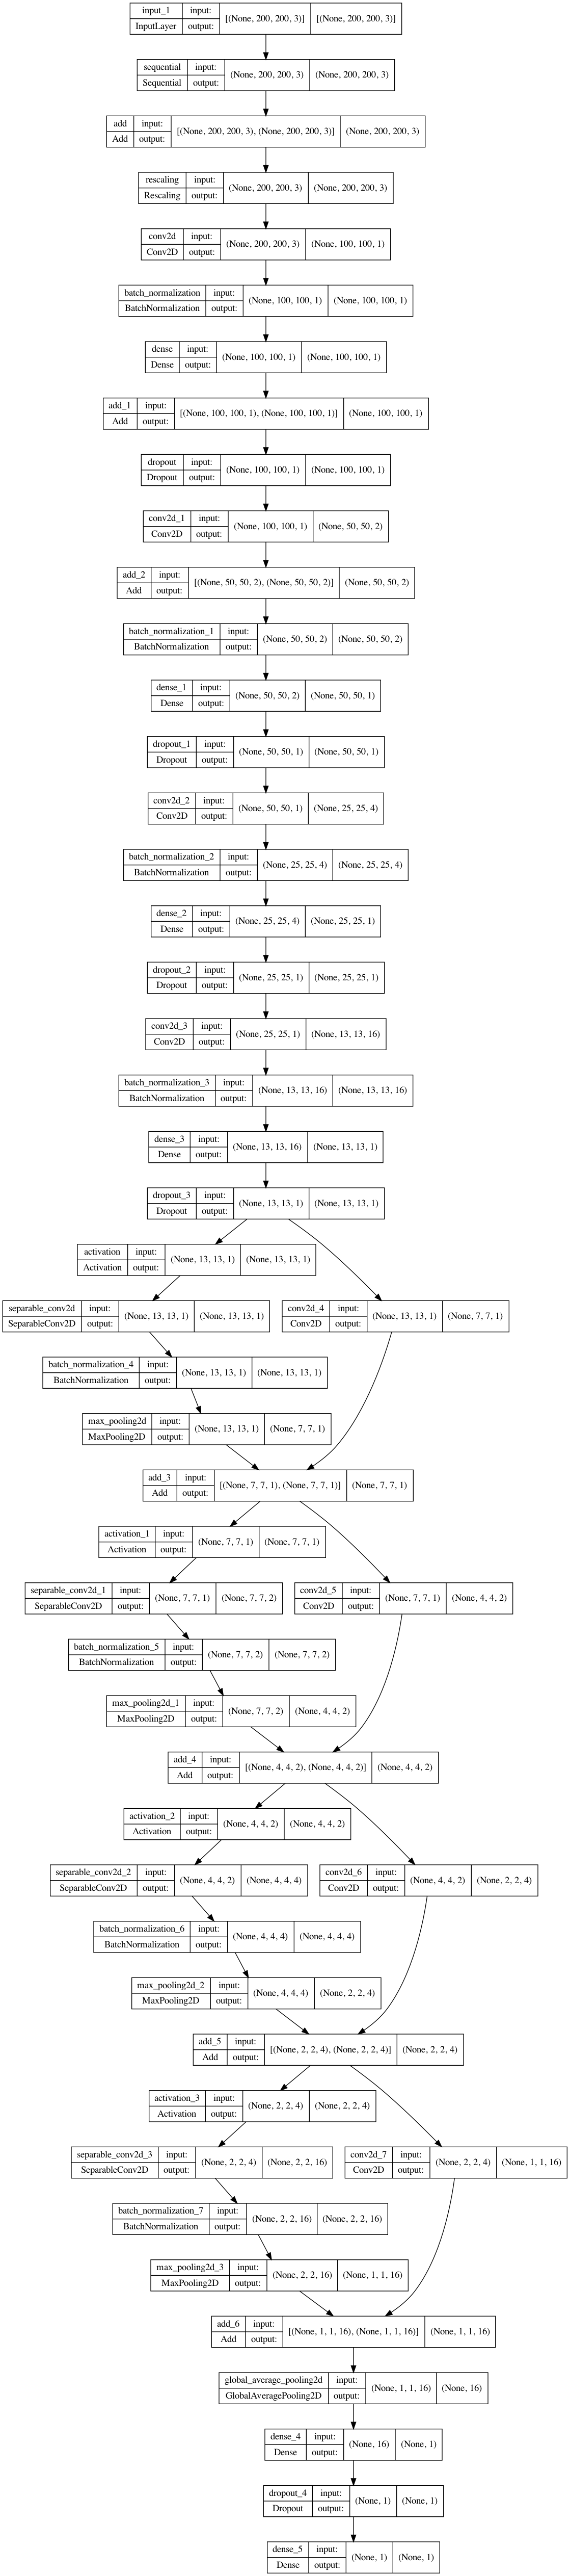 input_1 input: [(None, 200, 200, 3)] [(None, 200, 200, 3)]
InputLayer output:
sequential input: (None, 200, 200, 3) (None, 200, 200, 3)
Sequential output:
add input: [(None, 200, 200, 3), (None, 200, 200, 3)] (None, 200, 200, 3)
Add output:
rescaling input: (None, 200, 200, 3) (None, 200, 200, 3)
Rescaling output:
conv2d input: (None, 200, 200, 3) (None, 100, 100, 1)
Conv2D output:
batch_normalization input: (None, 100, 100, 1) (None, 100, 100, 1)
BatchNormalization output:
dense input: (None, 100, 100, 1) (None, 100, 100, 1)
Dense output:
add_1 input: [(None, 100, 100, 1), (None, 100, 100, 1)] (None, 100, 100, 1)
Add output:
dropout input: (None, 100, 100, 1) (None, 100, 100, 1)
Dropout output:
conv2d_1 input: (None, 100, 100, 1) (None, 50, 50, 2)
Conv2D output:
add_2 input: [(None, 50, 50, 2), (None, 50, 50, 2)] (None, 50, 50, 2)
Add output:
batch_normalization_1 input: (None, 50, 50, 2) (None, 50, 50, 2)
BatchNormalization output:
dense_1 input: (None, 50, 50, 2) (None, 50, 50, 1)
Dense output:
dropout_1 input: (None, 50, 50, 1) (None, 50, 50, 1)
Dropout output:
conv2d_2 input: (None, 50, 50, 1) (None, 25, 25, 4)
Conv2D output:
batch_normalization_2 input: (None, 25, 25, 4) (None, 25, 25, 4)
BatchNormalization output:
dense_2 input: (None, 25, 25, 4) (None, 25, 25, 1)
Dense output:
dropout_2 input: (None, 25, 25, 1) (None, 25, 25, 1)
Dropout output:
conv2d_3 input: (None, 25, 25, 1) (None, 13, 13, 16)
Conv2D output:
batch_normalization_3 input: (None, 13, 13, 16) (None, 13, 13, 16)
BatchNormalization output:
dense_3 input: (None, 13, 13, 16) (None, 13, 13, 1)
Dense output:
dropout_3 input: (None, 13, 13, 1) (None, 13, 13, 1)
Dropout output:
activation input: (None, 13, 13, 1) (None, 13, 13, 1)
Activation output:
separable_conv2d input: (None, 13, 13, 1) (None, 13, 13, 1)
SeparableConv2D output:
conv2d_4 input: (None, 13, 13, 1) (None, 7, 7, 1)
Conv2D output:
batch_normalization_4 input: (None, 13, 13, 1) (None, 13, 13, 1)
BatchNormalization output:
max_pooling2d input: (None, 13, 13, 1) (None, 7, 7, 1)
MaxPooling2D output:
add_3 input: [(None, 7, 7, 1), (None, 7, 7, 1)] (None, 7, 7, 1)
Add output:
activation_1 input: (None, 7, 7, 1) (None, 7, 7, 1)
Activation output:
separable_conv2d_1 input: (None, 7, 7, 1) (None, 7, 7, 2)
SeparableConv2D output:
conv2d_5 input: (None, 7, 7, 1) (None, 4, 4, 2)
Conv2D output:
batch_normalization_5 input: (None, 7, 7, 2) (None, 7, 7, 2)
BatchNormalization output:
max_pooling2d_1 input: (None, 7, 7, 2) (None, 4, 4, 2)
MaxPooling2D output:
add_4 input: [(None, 4, 4, 2), (None, 4, 4, 2)] (None, 4, 4, 2)
Add output:
activation_2 input: (None, 4, 4, 2) (None, 4, 4, 2)
Activation output:
separable_conv2d_2 input: (None, 4, 4, 2) (None, 4, 4, 4)
SeparableConv2D output:
conv2d_6 input: (None, 4, 4, 2) (None, 2, 2, 4)
Conv2D output:
batch_normalization_6 input: (None, 4, 4, 4) (None, 4, 4, 4)
BatchNormalization output:
max_pooling2d_2 input: (None, 4, 4, 4) (None, 2, 2, 4)
MaxPooling2D output:
add_5 input: [(None, 2, 2, 4), (None, 2, 2, 4)] (None, 2, 2, 4)
Add output:
activation_3 input: (None, 2, 2, 4) (None, 2, 2, 4)
Activation output:
separable_conv2d_3 input: (None, 2, 2, 4) (None, 2, 2, 16)
SeparableConv2D output:
conv2d_7 input: (None, 2, 2, 4) (None, 1, 1, 16)
Conv2D output:
batch_normalization_7 input: (None, 2, 2, 16) (None, 2, 2, 16)
BatchNormalization output:
max_pooling2d_3 input: (None, 2, 2, 16) (None, 1, 1, 16)
MaxPooling2D output:
add_6 input: [(None, 1, 1, 16), (None, 1, 1, 16)] (None, 1, 1, 16)
Add output:
global_average_pooling2d input: (None, 1, 1, 16) (None, 16)
GlobalAveragePooling2D output:
dense_4 input: (None, 16) (None, 1)
Dense output:
dropout_4 input: (None, 1) (None, 1)
Dropout output:
dense_5 input: (None, 1) (None, 1)
Dense output: